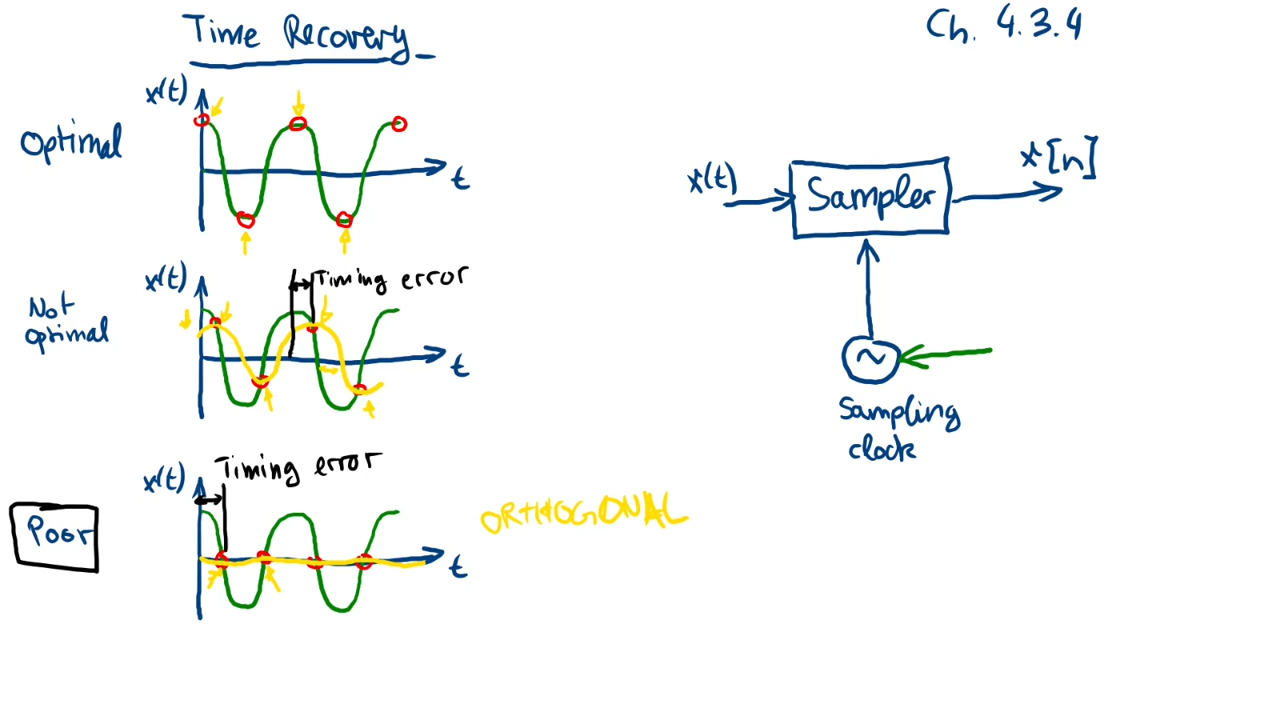 Time Recovery
Ch. 4.3.4
x(t)
Optimal
t
x(t)
Sampler
x[n]
x(t)
Timing error
Not
optimal
t
Sampling
clock
x(t)
Timing error
Poor
ORTHOGONAL
t